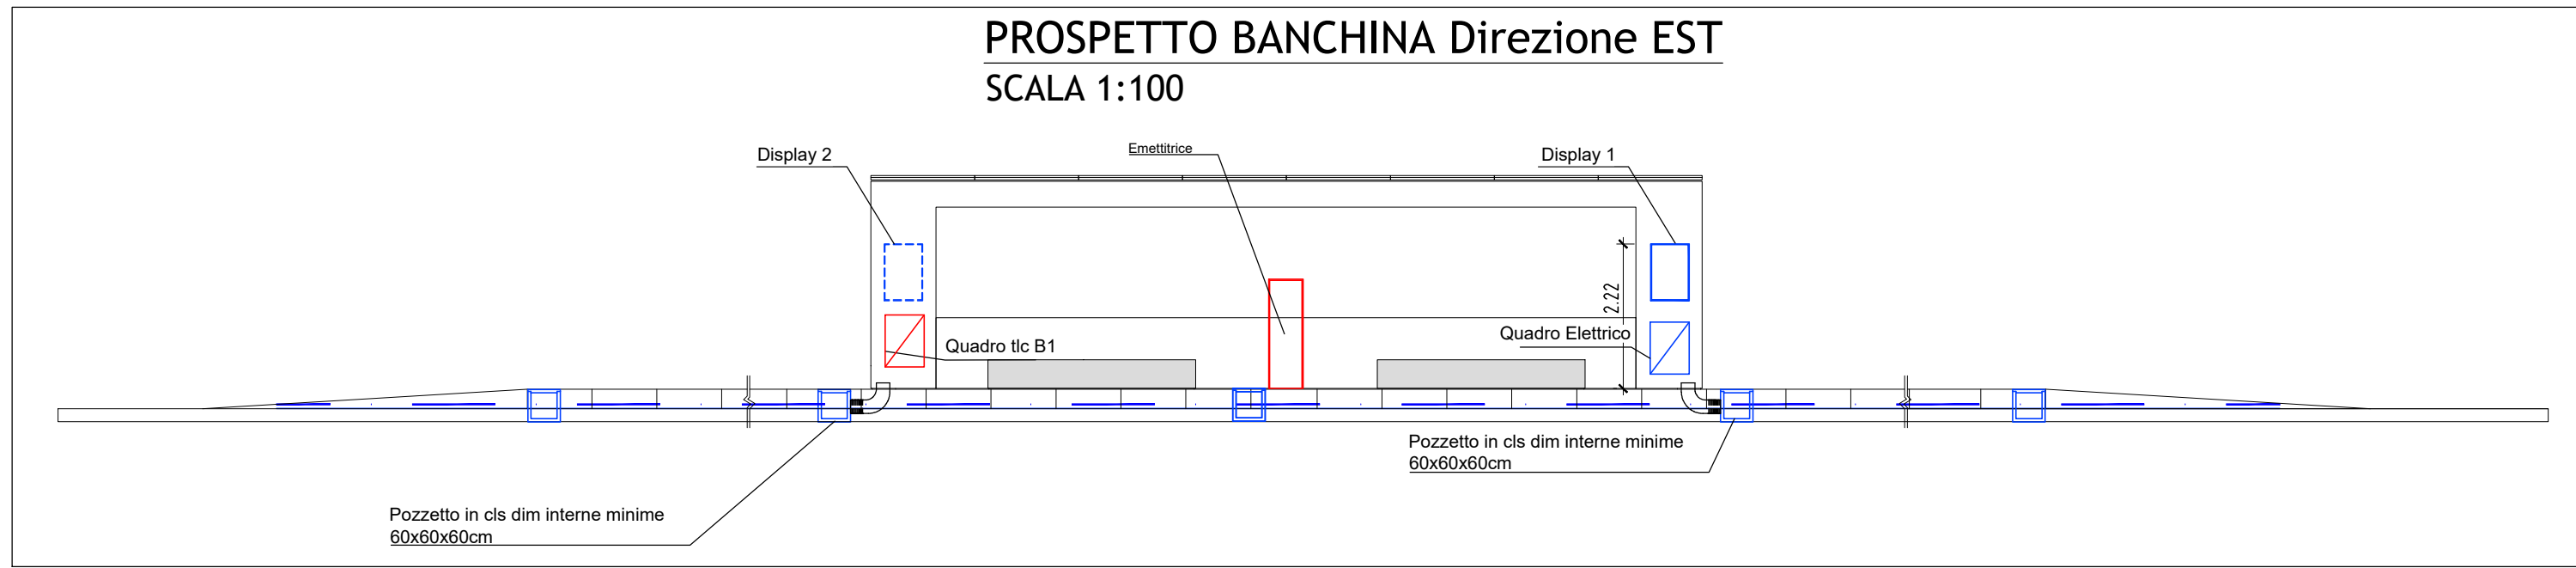 PROSPETTO BANCHINA Direzione EST
SCALA 1:100
Display 2
Emettitrice
Display 1
2.22
Quadro tlc B1
Quadro Elettrico
Pozzetto in cls dim interne minime
60x60x60cm
Pozzetto in cls dim interne minime
60x60x60cm